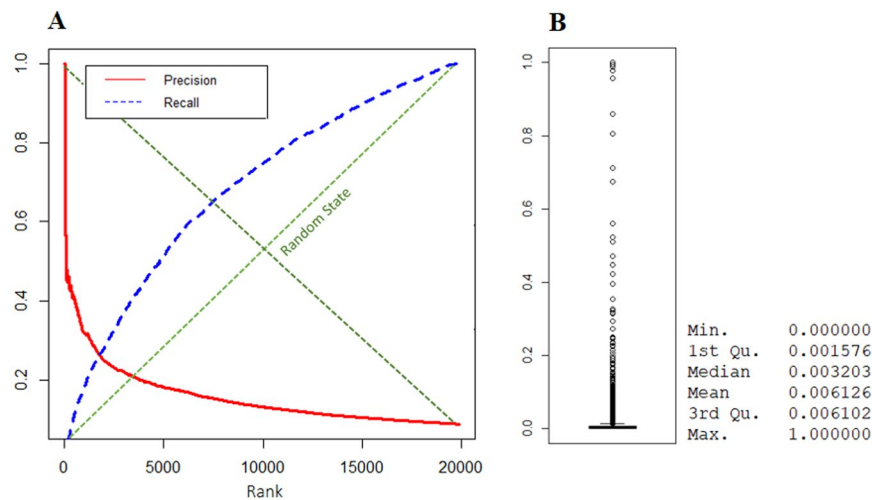 A
1.0
0.8
0.6
0.4
0.2
Precision
Recall
Random State
0
5000
10000
15000
20000
Rank
B
1.0
0.8
0.6
0.4
0.2
0.0
Min. 0.000000
1st Qu. 0.001576
Median 0.003203
Mean 0.006126
3rd Qu. 0.006102
Max. 1.000000